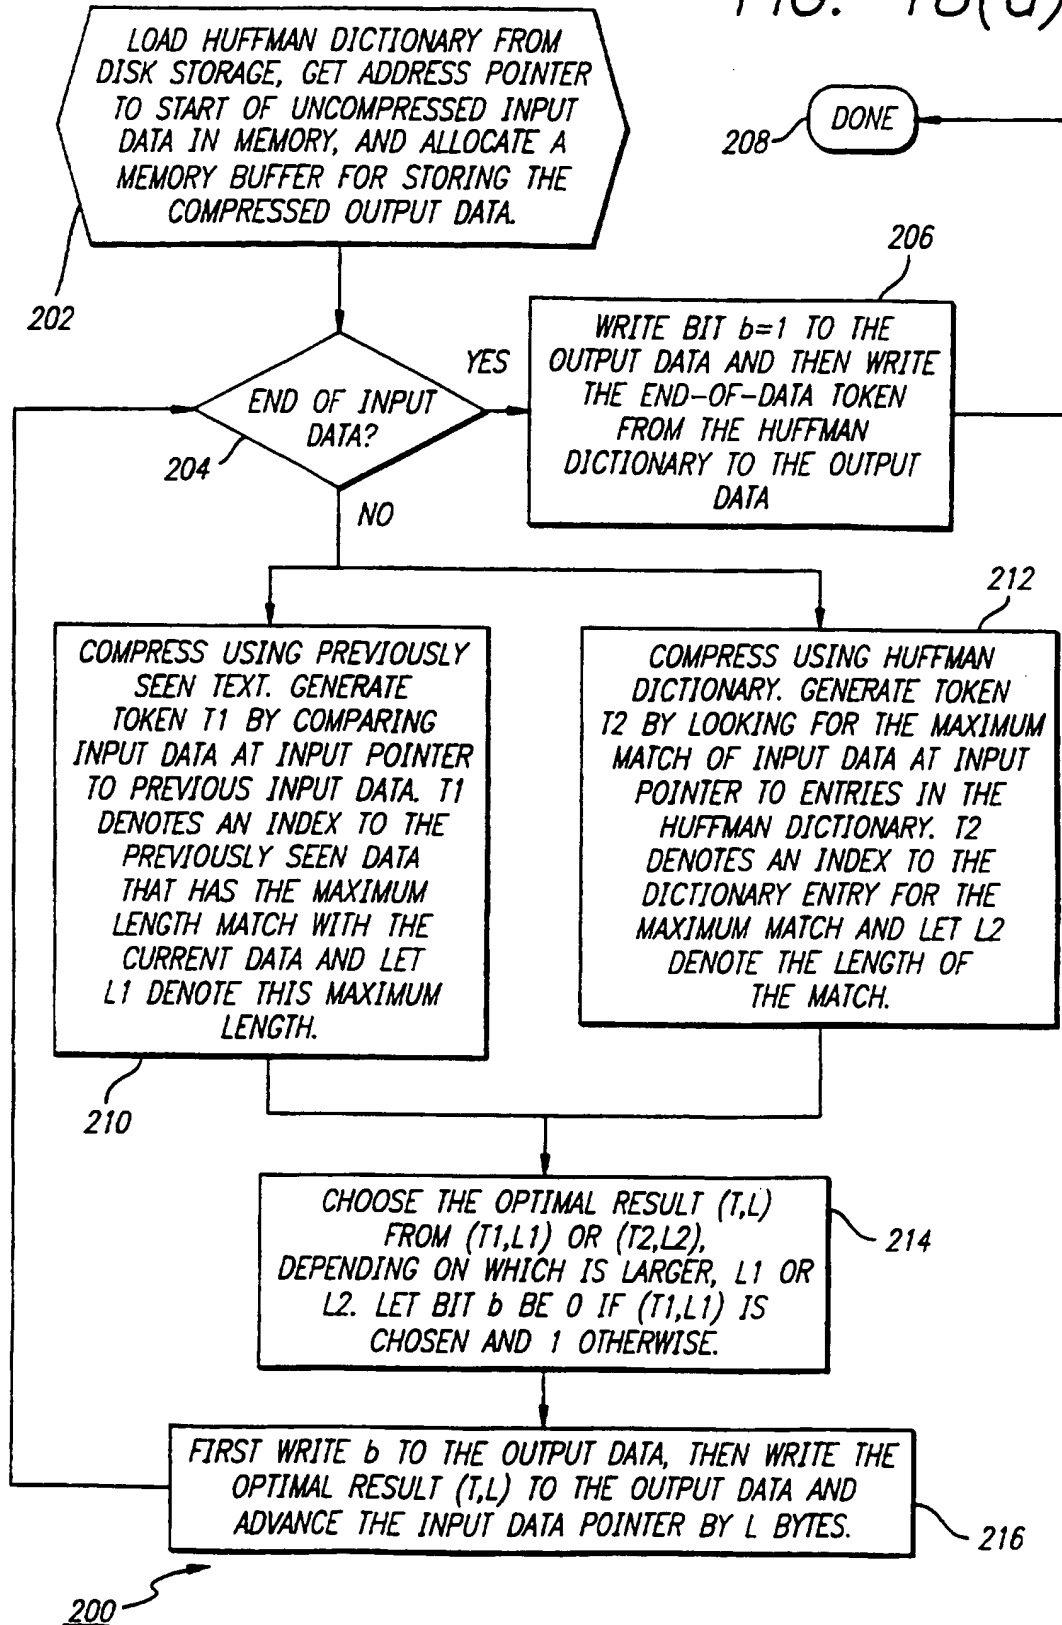 LOAD HUFFMAN DICTIONARY FROM
DISK STORAGE, GET ADDRESS POINTER
TO START OF UNCOMPRESSED INPUT
DATA IN MEMORY, AND ALLOCATE A
MEMORY BUFFER FOR STORING THE
COMPRESSED OUTPUT DATA.
202
DONE
208
END OF INPUT
DATA?
204
YES
NO
206
WRITE BIT b=1 TO THE
OUTPUT DATA AND THEN WRITE
THE END-OF-DATA TOKEN
FROM THE HUFFMAN
DICTIONARY TO THE OUTPUT
DATA
COMPRESS USING PREVIOUSLY
SEEN TEXT. GENERATE
TOKEN T1 BY COMPARING
INPUT DATA AT INPUT POINTER
TO PREVIOUS INPUT DATA. T1
DENOTES AN INDEX TO THE
PREVIOUSLY SEEN DATA
THAT HAS THE MAXIMUM
LENGTH MATCH WITH THE
CURRENT DATA AND LET
L1 DENOTE THIS MAXIMUM
LENGTH.
210
212
COMPRESS USING HUFFMAN
DICTIONARY. GENERATE TOKEN
T2 BY LOOKING FOR THE MAXIMUM
MATCH OF INPUT DATA AT INPUT
POINTER TO ENTRIES IN THE
HUFFMAN DICTIONARY. T2
DENOTES AN INDEX TO THE
DICTIONARY ENTRY FOR THE
MAXIMUM MATCH AND LET L2
DENOTE THE LENGTH OF
THE MATCH.
CHOOSE THE OPTIMAL RESULT (T,L)
FROM (T1,L1) OR (T2,L2),
DEPENDING ON WHICH IS LARGER, L1 OR
L2. LET BIT b BE 0 IF (T1,L1) IS
CHOSEN AND 1 OTHERWISE.
214
FIRST WRITE b TO THE OUTPUT DATA, THEN WRITE THE
OPTIMAL RESULT (T,L) TO THE OUTPUT DATA AND
ADVANCE THE INPUT DATA POINTER BY L BYTES.
216
200